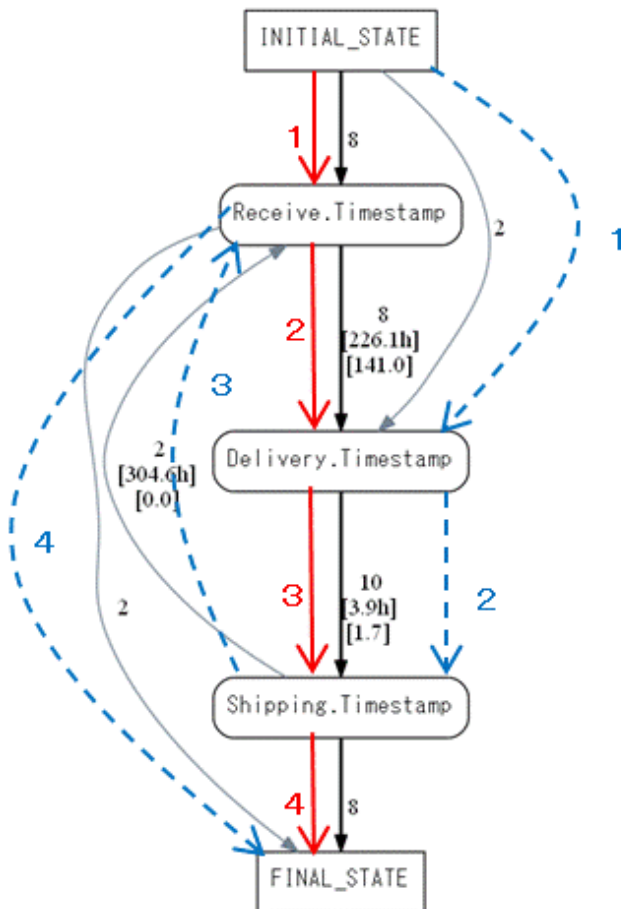 INITIAL_STATE
1
8
Receive.Timestamp
2
1
2
8
[226.1h]
[141.0]
3
2
[304.6h]
[0.0]
Delivery.Timestamp
4
3
10
[3.9h]
[1.7]
2
2
Shipping.Timestamp
4
8
FINAL_STATE